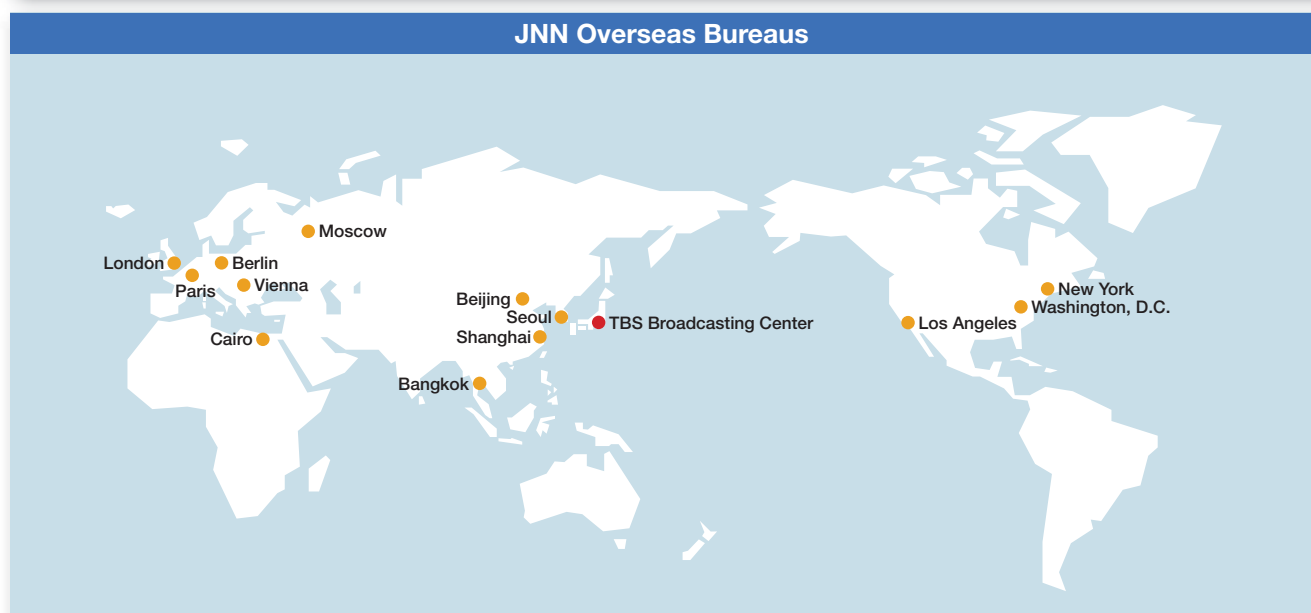 JNN Overseas Bureaus
Moscow
London
Berlin
Paris
Vienna
Cairo
Beijing
Seoul
Shanghai
Bangkok
TBS Broadcasting Center
New York
Washington, D.C.
Los Angeles